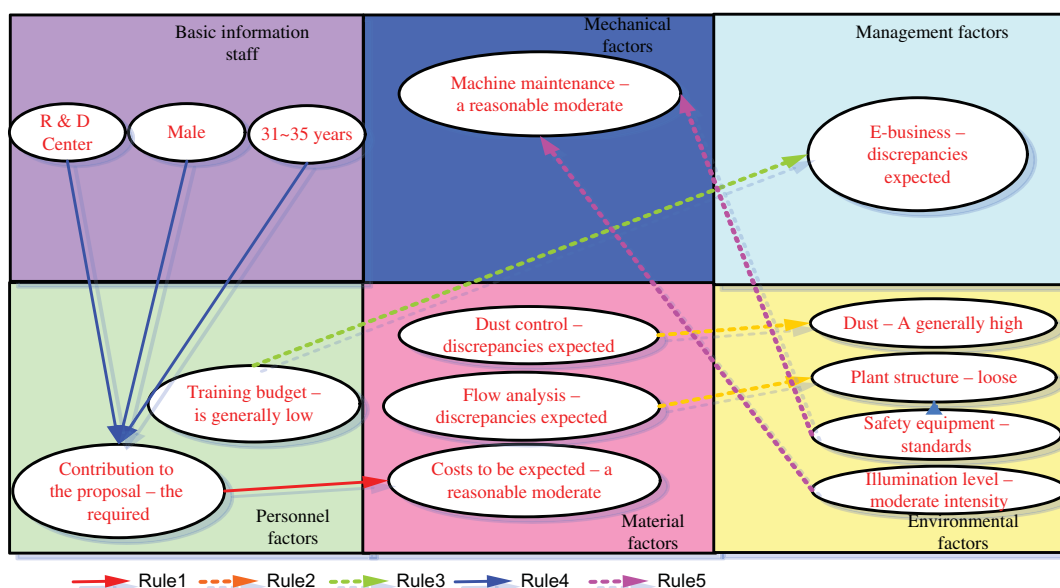 Basic information
staff
Mechanical
factors
Management factors
R & D
Center
Male
31~35 years
Machine maintenance –
a reasonable moderate
E-business –
discrepancies
expected
Dust control –
discrepancies expected
Dust – A generally high
Training budget –
is generally low
Flow analysis –
discrepancies expected
Plant structure – loose
Safety equipment –
standards
Contribution to
the proposal – the
required
Costs to be expected – a
reasonable moderate
Illumination level –
moderate intensity
Personnel
factors
Material
factors
Environmental
factors
Rule1
Rule2
Rule3
Rule4
Rule5